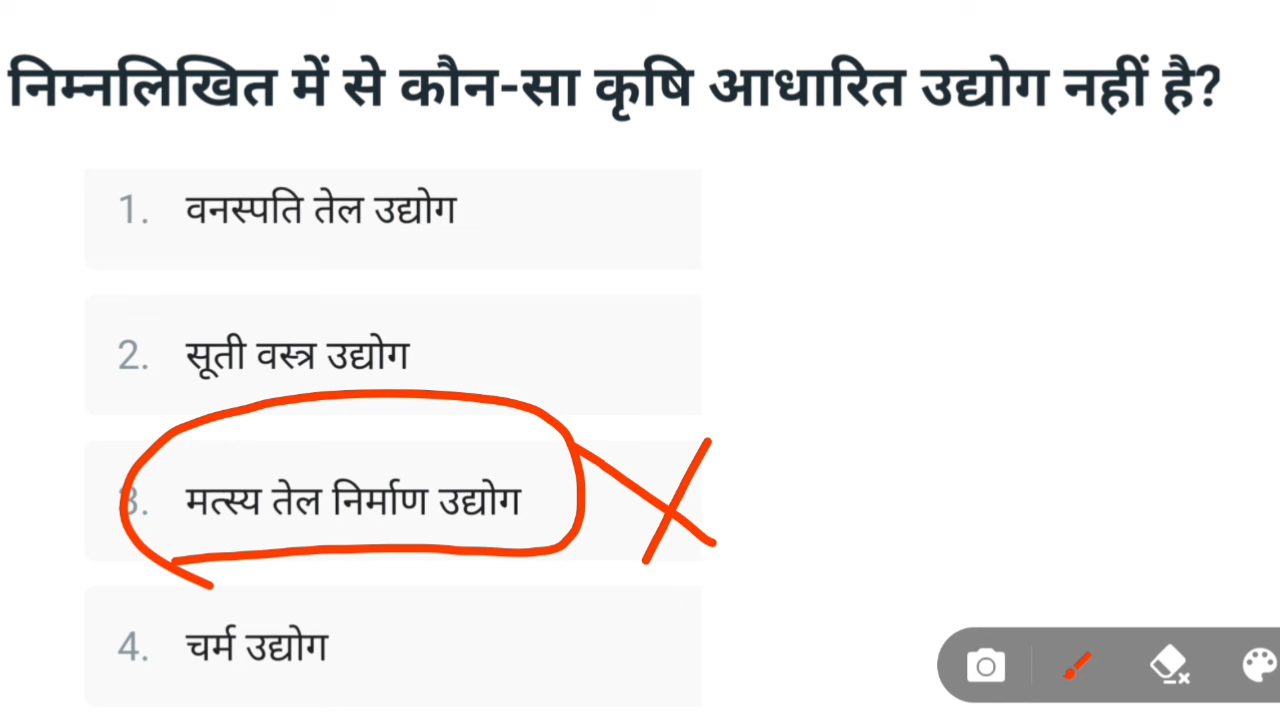 निम्नलिखित में से कौन-सा कृषि आधारित उद्योग नहीं है?
1. वनस्पति तेल उद्योग
2. सूती वस्त्र उद्योग
3. मत्स्य तेल निर्माण उद्योग
4. चर्म उद्योग